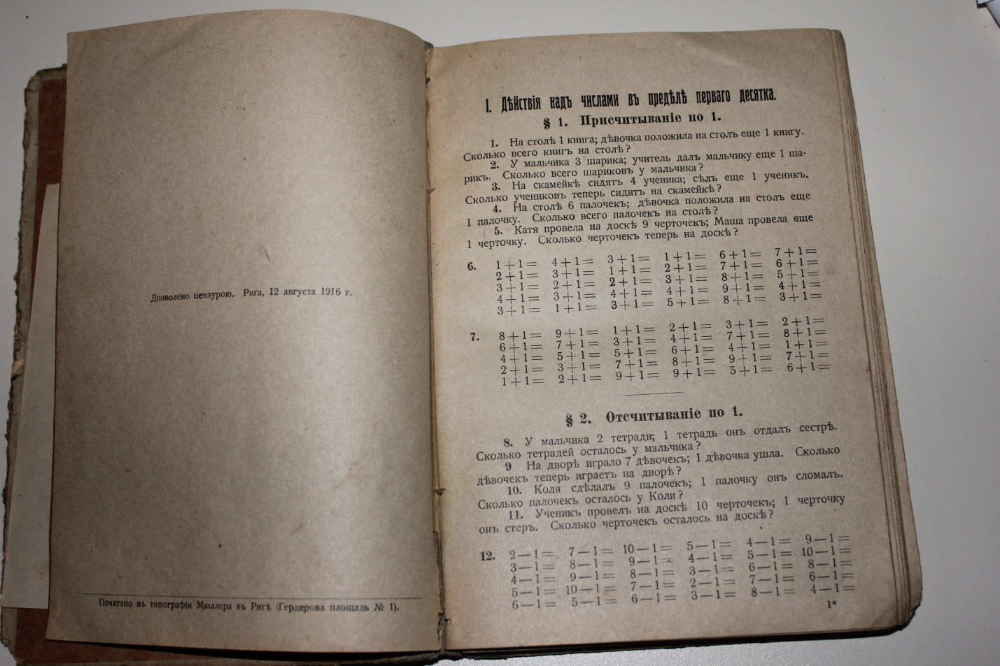 Дозволено цензурою. Рига, 12 августа 1916 г.
Печатано въ типографіи Мюллера въ Ригѣ (Гердерова площадь № 1).
I. Дѣйствія надъ числами въ предѣлѣ перваго десятка.
§ 1. Присчитываніе по 1.
1. На столѣ 1 книга; дѣвочка положила на столъ еще 1 книгу.
Сколько всего книгъ на столѣ?
2. У мальчика 3 шарика; учитель далъ мальчику еще 1 ша-
рикъ. Сколько всего шариковъ у мальчика?
3. На скамейкѣ сидятъ 4 ученика; сѣлъ еще 1 ученикъ.
Сколько учениковъ теперь сидитъ на скамейкѣ?
4. На столѣ 6 палочекъ; дѣвочка положила на столъ еще
1 палочку. Сколько всего палочекъ на столѣ?
5. Катя провела на доскѣ 9 черточекъ; Маша провела еще
1 черточку. Сколько черточекъ теперь на доскѣ?
6. 1+1= 4+1= 3+1= 1+1= 6+1= 7+1=
2+1= 3+1= 1+1= 2+1= 7+1= 6+1=
3+1= 2+1= 2+1= 3+1= 8+1= 5+1=
4+1= 3+1= 4+1= 4+1= 9+1= 4+1=
3+1= 1+1= 3+1= 5+1= 8+1= 3+1=
7. 8+1= 9+1= 1+1= 2+1= 3+1= 2+1=
6+1= 7+1= 3+1= 4+1= 7+1= 8+1=
4+1= 5+1= 5+1= 6+1= 4+1= 1+1=
2+1= 3+1= 7+1= 8+1= 9+1= 7+1=
1+1= 2+1= 9+1= 9+1= 5+1= 6+1=
§ 2. Отсчитываніе по 1.
8. У мальчика 2 тетради; 1 тетрадь онъ отдалъ сестрѣ.
Сколько тетрадей осталось у мальчика?
9 На дворѣ играло 7 дѣвочекъ; 1 дѣвочка ушла. Сколько
дѣвочекъ теперь играетъ на дворѣ?
10. Коля сдѣлалъ 9 палочекъ; 1 палочку онъ сломалъ.
Сколько палочекъ осталось у Коли?
11. Ученикъ провелъ на доскѣ 10 черточекъ; 1 черточку
онъ стеръ. Сколько черточекъ осталось на доскѣ?
12. 2—1= 7—1= 10—1= 5—1= 4—1= 9—1=
3—1= 8—1= 9—1= 4—1= 5—1= 10—1=
4—1= 9—1= 8—1= 3—1= 6—1= 8—1=
5—1= 10—1= 7—1= 2—1= 7—1= 6—1=
6—1= 5—1= 6—1= 3—1= 8—1= 4—1=
1*